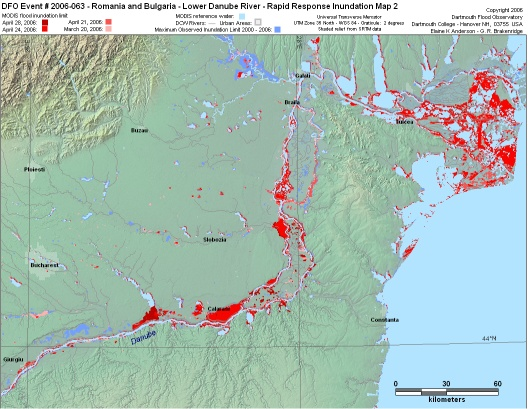 DFO Event # 2006-063 - Romania and Bulgaria - Lower Danube River - Rapid Response Inundation Map 2
MODIS flood inundation limit
April 28, 2006:
April 24, 2006:
April 21, 2006:
March 20, 2006:
MODIS reference water:
DCW Rivers:
Urban Areas:
Maximum Observed Inundation Limit 2000 - 2006:
Universal Transverse Mercator
UTM Zone 35 North - WGS 84 - Graticule: 2 degrees
Shaded relief from SRTM data
Copyright 2006
Dartmouth Flood Observatory
Dartmouth College - Hanover NH, 03755 USA
Elaine K Anderson - G. R. Brakenridge
Galati
Braila
Tulcea
Buzau
Ploiesti
Slobozia
Bucharest
Calarasi
Constanta
Danube
Giurgiu
44°N
0 30 60
kilometers